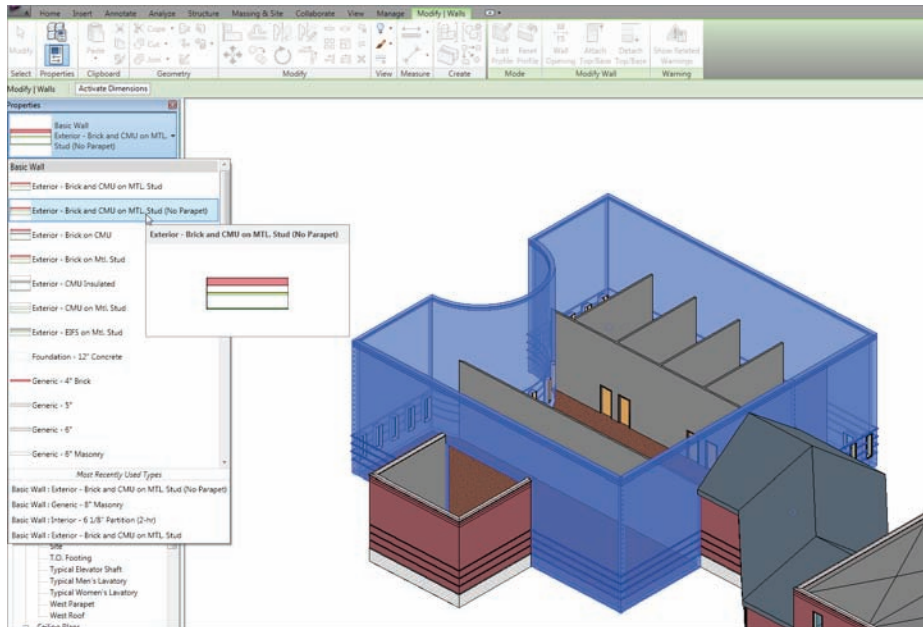 Home Insert Annotate Analyze Structure Massing & Site Collaborate View Manage Modify | Walls
Modify
Paste
Cope
Cut
Join
Edit Profile
Reset Profile
Wall Opening
Attach Top/Base
Detach Top/Base
Show Related Warnings
Select Properties Clipboard Geometry Modify View Measure Create Mode Modify Wall Warning
Modify | Walls Activate Dimensions
Properties
Basic Wall
Exterior - Brick and CMU on MTL.
Stud (No Parapet)
Basic Wall
Exterior - Brick and CMU on MTL. Stud
Exterior - Brick and CMU on MTL. Stud (No Parapet)
Exterior - Brick on CMU
Exterior - Brick and CMU on MTL. Stud (No Parapet)
Exterior - Brick on Mtl. Stud
Exterior - CMU Insulated
Exterior - CMU on Mtl. Stud
Exterior - EIFS on Mtl. Stud
Foundation - 12" Concrete
Generic - 4" Brick
Generic - 5"
Generic - 6"
Generic - 6" Masonry
Most Recently Used Types
Basic Wall : Exterior - Brick and CMU on MTL. Stud (No Parapet)
Basic Wall : Generic - 8" Masonry
Basic Wall : Interior - 6 1/8" Partition (2-hr)
Basic Wall : Exterior - Brick and CMU on MTL. Stud
Site
T.O. Footing
Typical Elevator Shaft
Typical Men's Lavatory
Typical Women's Lavatory
West Parapet
West Roof
Ceiling Plans